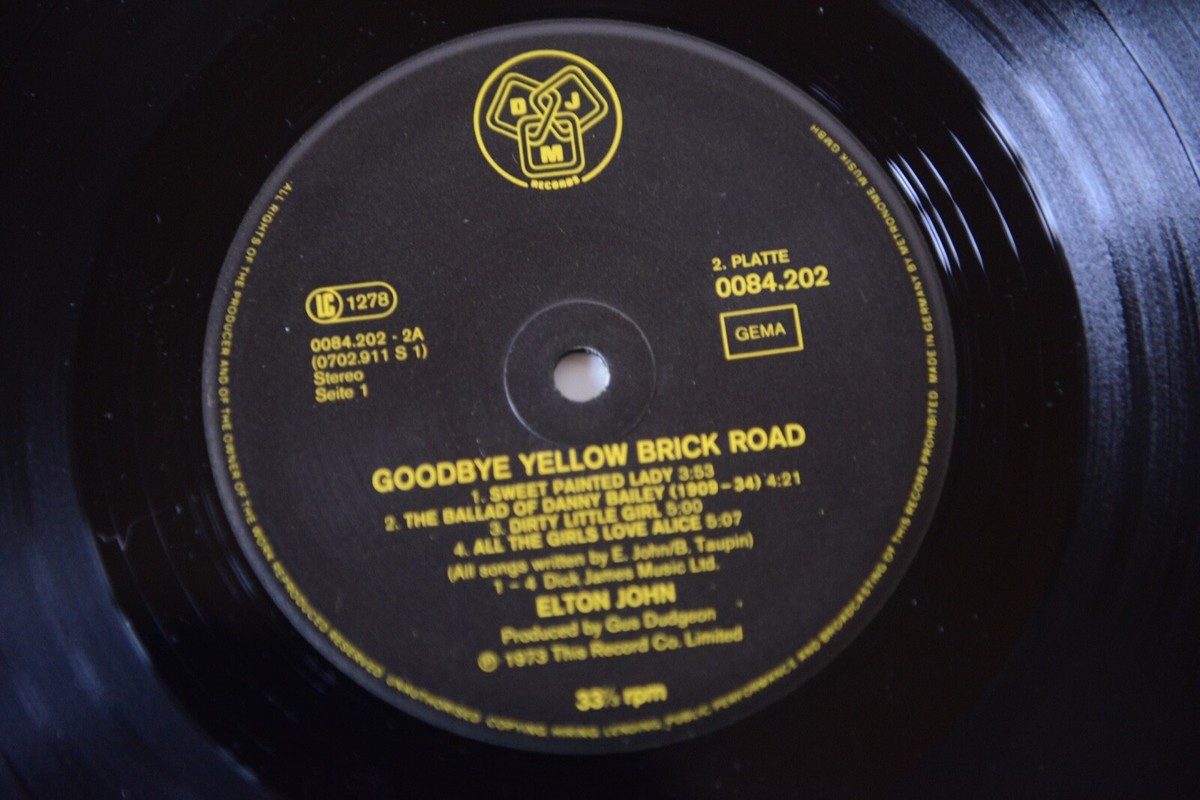 D J
M
RECORDS
LC 1278
0084.202 - 2A
(0702.911 S 1)
Stereo
Seite 1
2. PLATTE
0084.202
GEMA
GOODBYE YELLOW BRICK ROAD
1. SWEET PAINTED LADY 3:53
2. THE BALLAD OF DANNY BAILEY (1909-34) 4:21
3. DIRTY LITTLE GIRL 5:00
4. ALL THE GIRLS LOVE ALICE 5:07
(All songs written by E. John/B. Taupin)
1 - 4 Dick James Music Ltd.
ELTON JOHN
Produced by Gus Dudgeon
℗ 1973 This Record Co. Limited
33⅓ rpm
ALL RIGHTS OF THE PRODUCER AND OF THE OWNER OF THE WORK REPRODUCED RESERVED. UNAUTHORISED COPYING HIRING LENDING, PUBLIC PERFORMANCE AND BROADCASTING OF THIS RECORD PROHIBITED MADE IN GERMANY BY METRONOME MUSIK GMBH